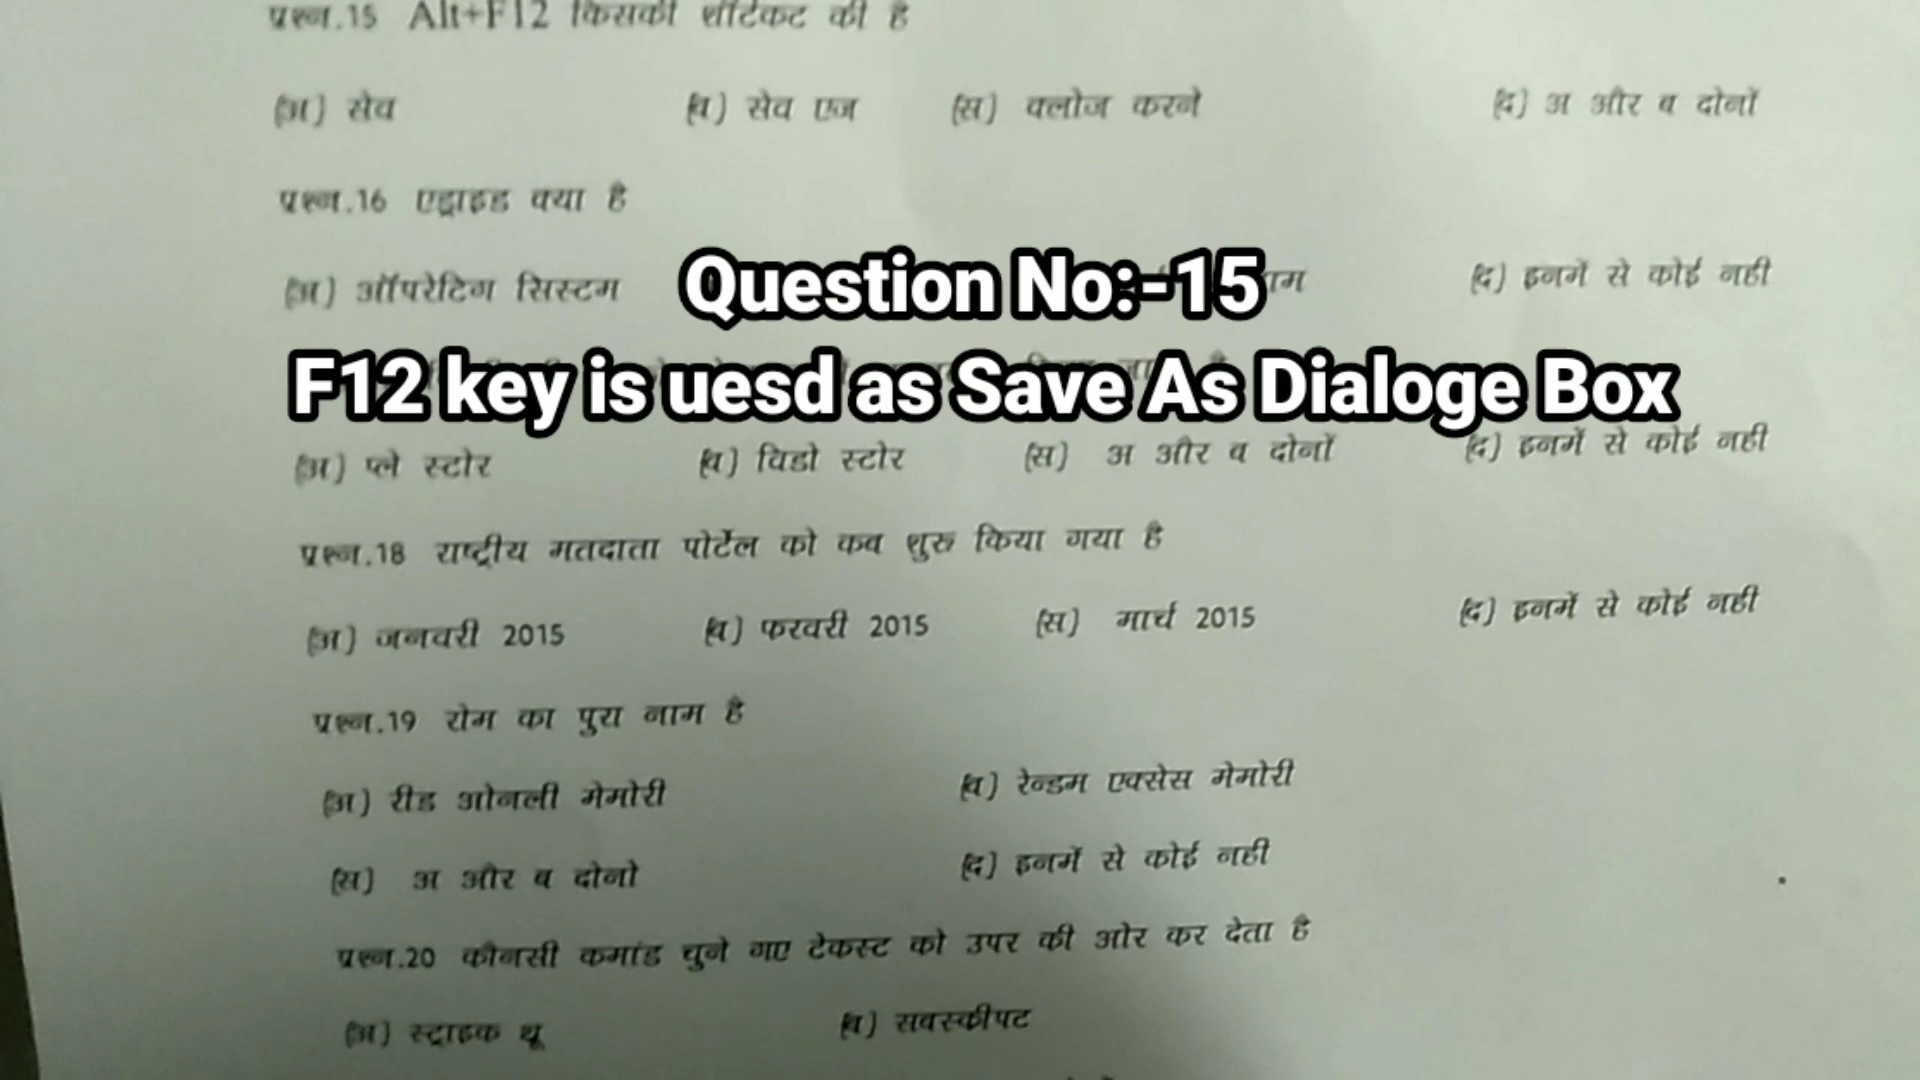 प्रश्न.15 Alt+F12 किसकी शॉर्टकट की है
(अ) सेव (ब) सेव एज (स) क्लोज करने (द) अ और ब दोनों
प्रश्न.16 एड्राइड क्या है
(अ) ऑपरेटिग सिस्टम (द) इनमें से कोई नही
Question No:-15
F12 key is uesd as Save As Dialoge Box
(अ) प्ले स्टोर (ब) विडो स्टोर (स) अ और ब दोनों (द) इनमें से कोई नही
प्रश्न.18 राष्ट्रीय मतदाता पोर्टेल को कब शुरु किया गया है
(अ) जनवरी 2015 (ब) फरवरी 2015 (स) मार्च 2015 (द) इनमें से कोई नही
प्रश्न.19 रोम का पुरा नाम है
(अ) रीड ओनली मेमोरी (ब) रेन्डम एक्सेस मेमोरी
(स) अ और ब दोनो (द) इनमें से कोई नही
प्रश्न.20 कौनसी कमांड चुने गए टेकस्ट को उपर की ओर कर देता है
(अ) स्ट्राइक थ्रू (ब) सबस्क्रीपट